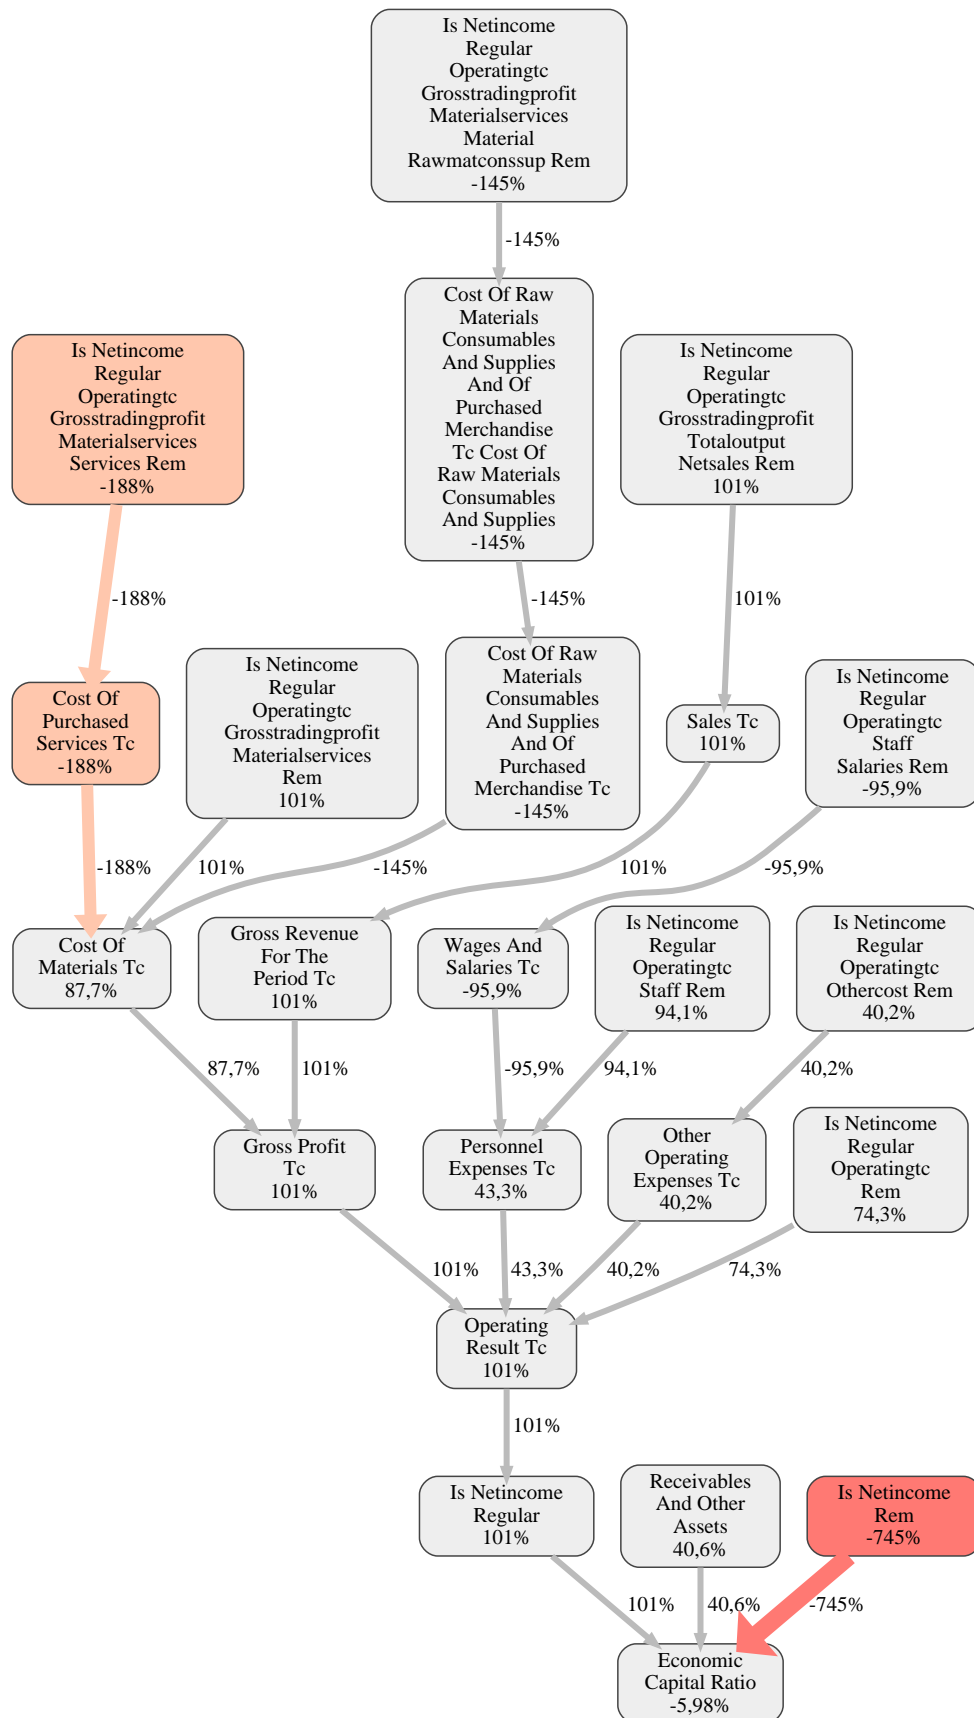 Is Netincome
Regular
Operatingtc
Grosstradingprofit
Materialservices
Material
Rawmatconssup Rem
-145%
-145%
Cost Of Raw
Materials
Consumables
And Supplies
And Of
Purchased
Merchandise
Tc Cost Of
Raw Materials
Consumables
And Supplies
-145%
Is Netincome
Regular
Operatingtc
Grosstradingprofit
Materialservices
Services Rem
-188%
Is Netincome
Regular
Operatingtc
Grosstradingprofit
Totaloutput
Netsales Rem
101%
-188%
-145%
101%
Cost Of
Purchased
Services Tc
-188%
Is Netincome
Regular
Operatingtc
Grosstradingprofit
Materialservices
Rem
101%
Cost Of Raw
Materials
Consumables
And Supplies
And Of
Purchased
Merchandise Tc
-145%
Sales Tc
101%
Is Netincome
Regular
Operatingtc
Staff
Salaries Rem
-95,9%
-188%
101%
-145%
101%
-95,9%
Cost Of
Materials Tc
87,7%
Gross Revenue
For The
Period Tc
101%
Wages And
Salaries Tc
-95,9%
Is Netincome
Regular
Operatingtc
Staff Rem
94,1%
Is Netincome
Regular
Operatingtc
Othercost Rem
40,2%
87,7%
101%
-95,9%
94,1%
40,2%
Gross Profit
Tc
101%
Personnel
Expenses Tc
43,3%
Other
Operating
Expenses Tc
40,2%
Is Netincome
Regular
Operatingtc
Rem
74,3%
101%
43,3%
40,2%
74,3%
Operating
Result Tc
101%
101%
Is Netincome
Regular
101%
Receivables
And Other
Assets
40,6%
Is Netincome
Rem
-745%
101%
40,6%
-745%
Economic
Capital Ratio
-5,98%